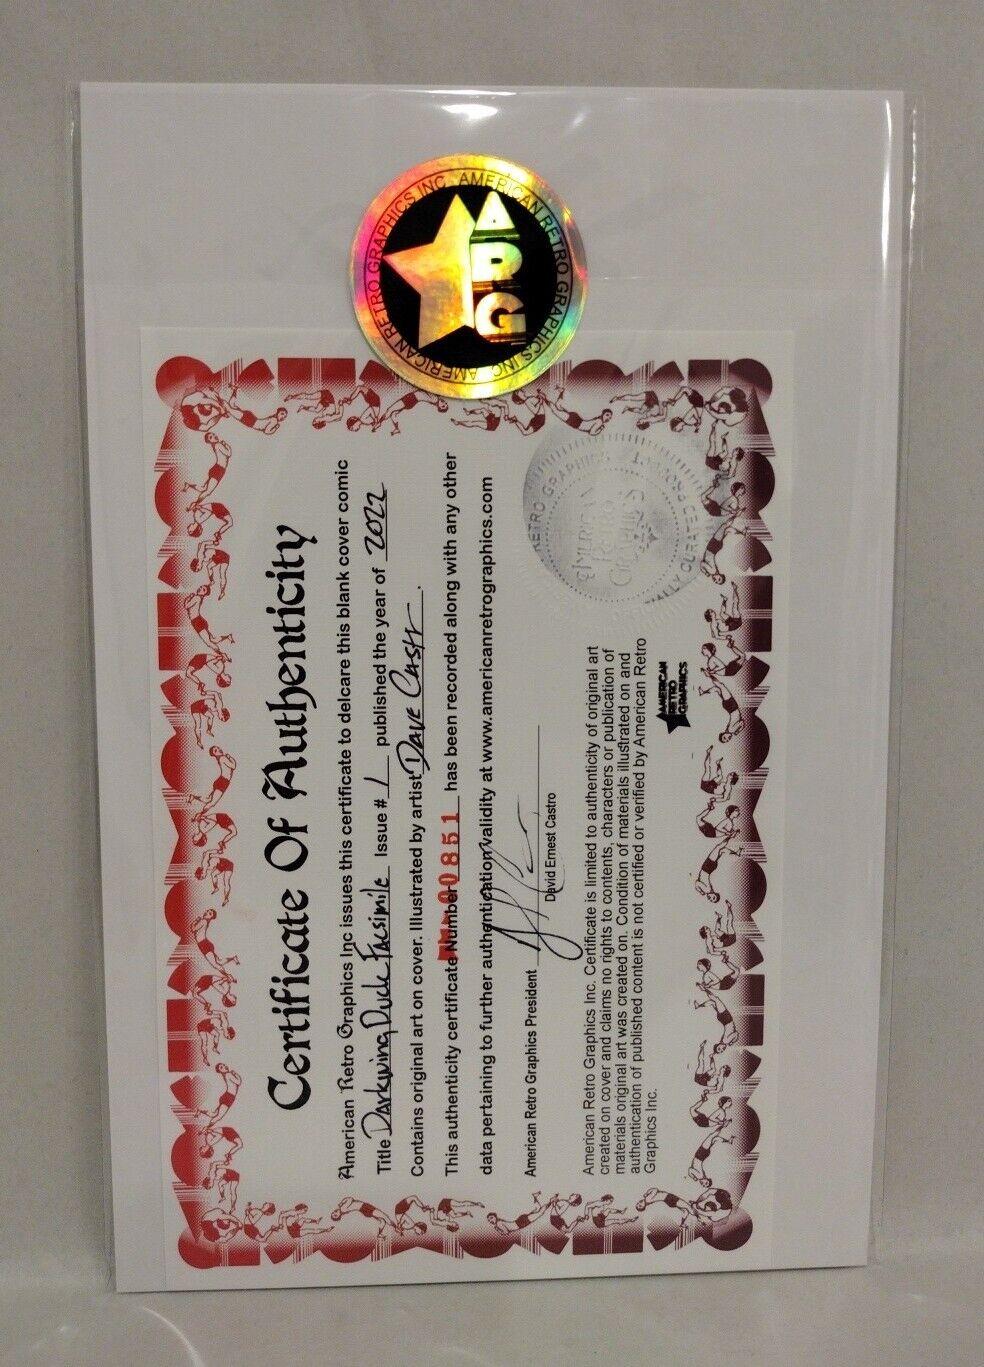 AMERICAN RETRO GRAPHICS INC. AMERICAN RETRO GRAPHICS INC.
ARG
Certificate Of Authenticity
American Retro Graphics Inc issues this certificate to delcare this blank cover comic
Title Darkwing Duck Facsimile Issue # 1 published the year of 2022
Contains original art on cover. Illustrated by artist Dave Castr.
This authenticity certificate Number 00851 has been recorded along with any other
data pertaining to further authentication/validity at www.americanretrographics.com
American Retro Graphics President
David Ernest Castro
American Retro Graphics Inc. Certificate is limited to authenticity of original art
created on cover and claims no rights to contents, characters or publication of
materials original art was created on. Condition of materials illustrated on and
authentication of published content is not certified or verified by American Retro
Graphics Inc.
AMERICAN
RETRO
GRAPHICS
RETRO GRAPHICS
AMERICAN
RETRO
GRAPHICS